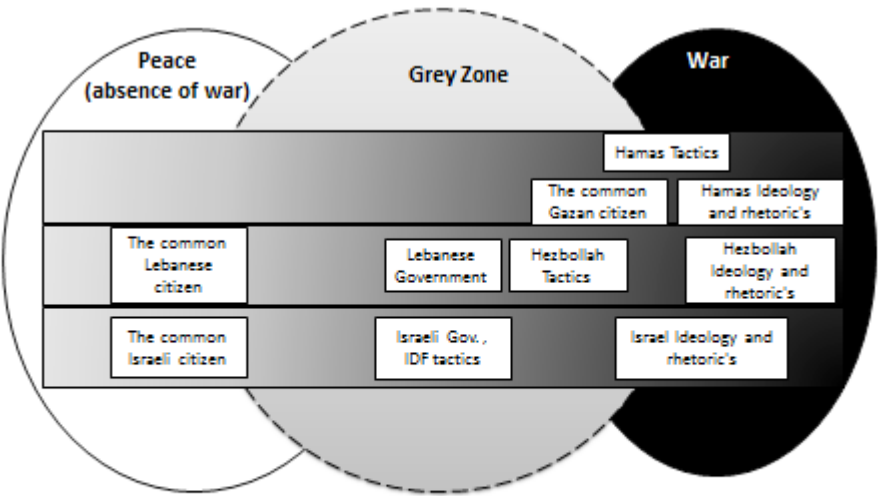 Peace
(absence of war)
Grey Zone
War
Hamas Tactics
The common
Gazan citizen
Hamas Ideology
and rhetoric's
The common
Lebanese
citizen
Lebanese
Government
Hezbollah
Tactics
Hezbollah
Ideology and
rhetoric's
The common
Israeli citizen
Israeli Gov. ,
IDF tactics
Israel Ideology and
rhetoric's